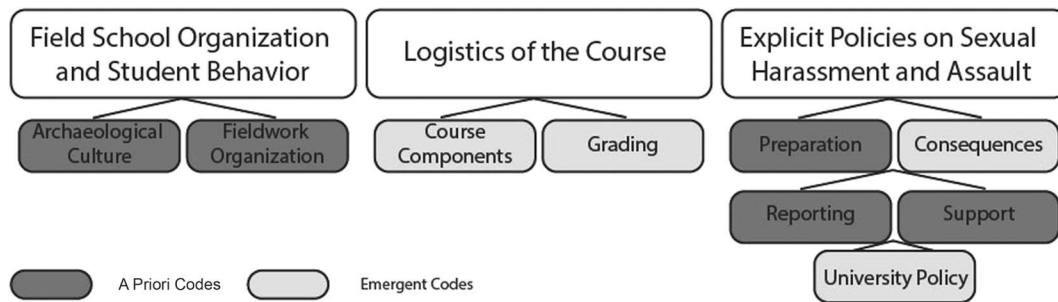 Field School Organization
and Student Behavior
Logistics of the Course
Explicit Policies on Sexual
Harassment and Assault
Archaeological
Culture
Fieldwork
Organization
Course
Components
Grading
Preparation
Consequences
Reporting
Support
University Policy
A Priori Codes
Emergent Codes